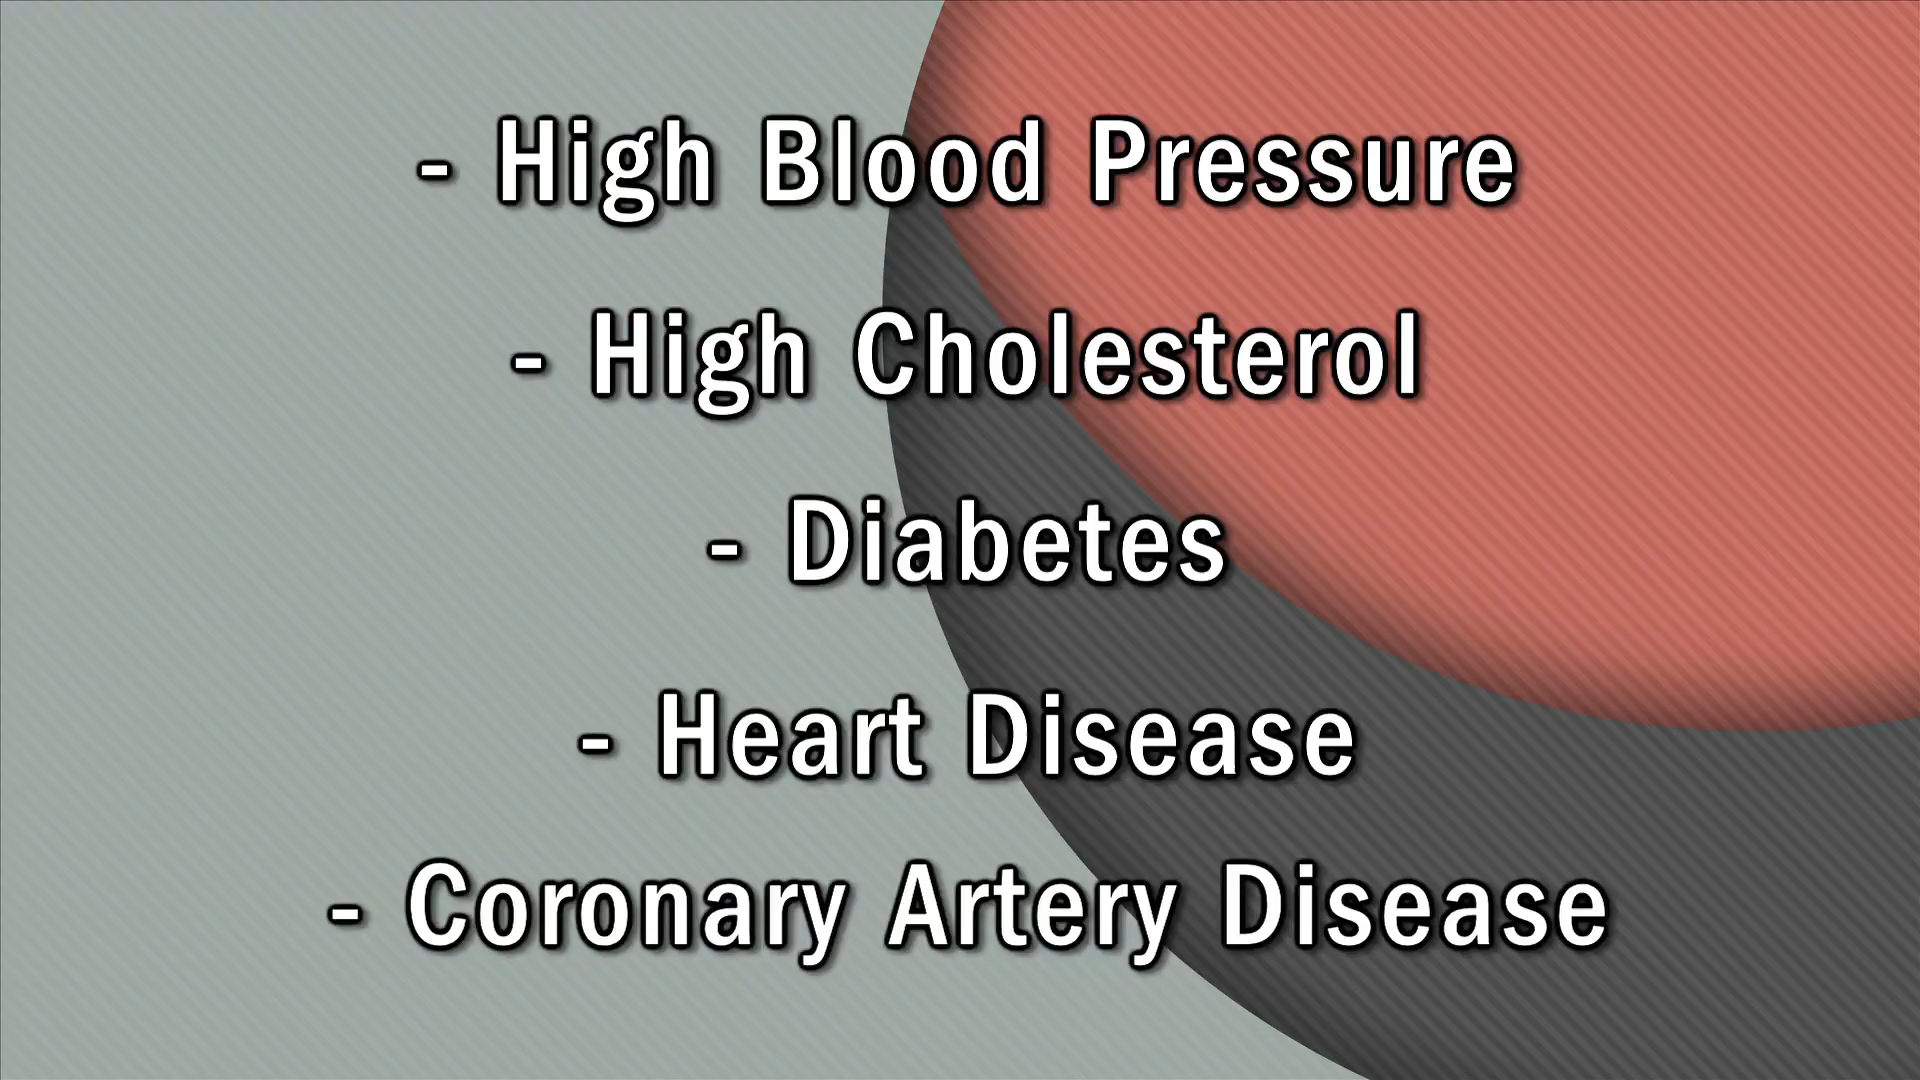 - High Blood Pressure
- High Cholesterol
- Diabetes
- Heart Disease
- Coronary Artery Disease